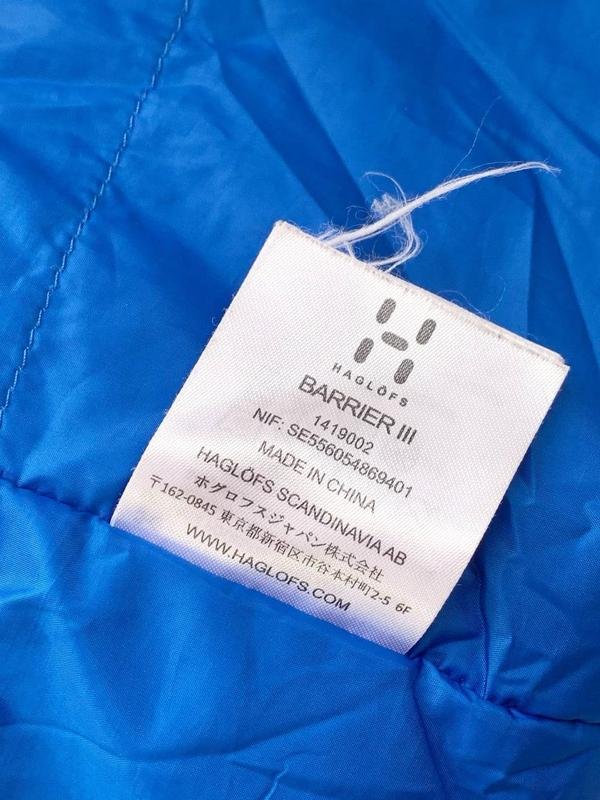 HAGLÖFS
BARRIER III
1419002
NIF: SE556054869401
MADE IN CHINA
HAGLÖFS SCANDINAVIA AB
ホグロフスジャパン株式会社
〒162-0845 東京都新宿区市谷本村町2-5 6F
WWW.HAGLOFS.COM